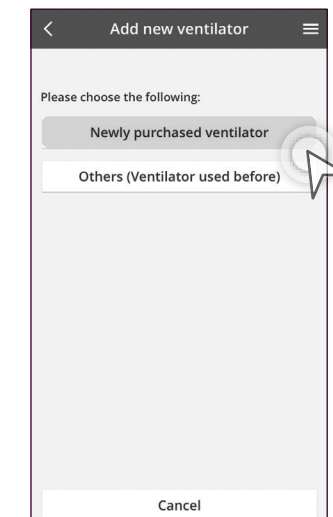 Add new ventilator
Please choose the following:
Newly purchased ventilator
Others (Ventilator used before)
Cancel